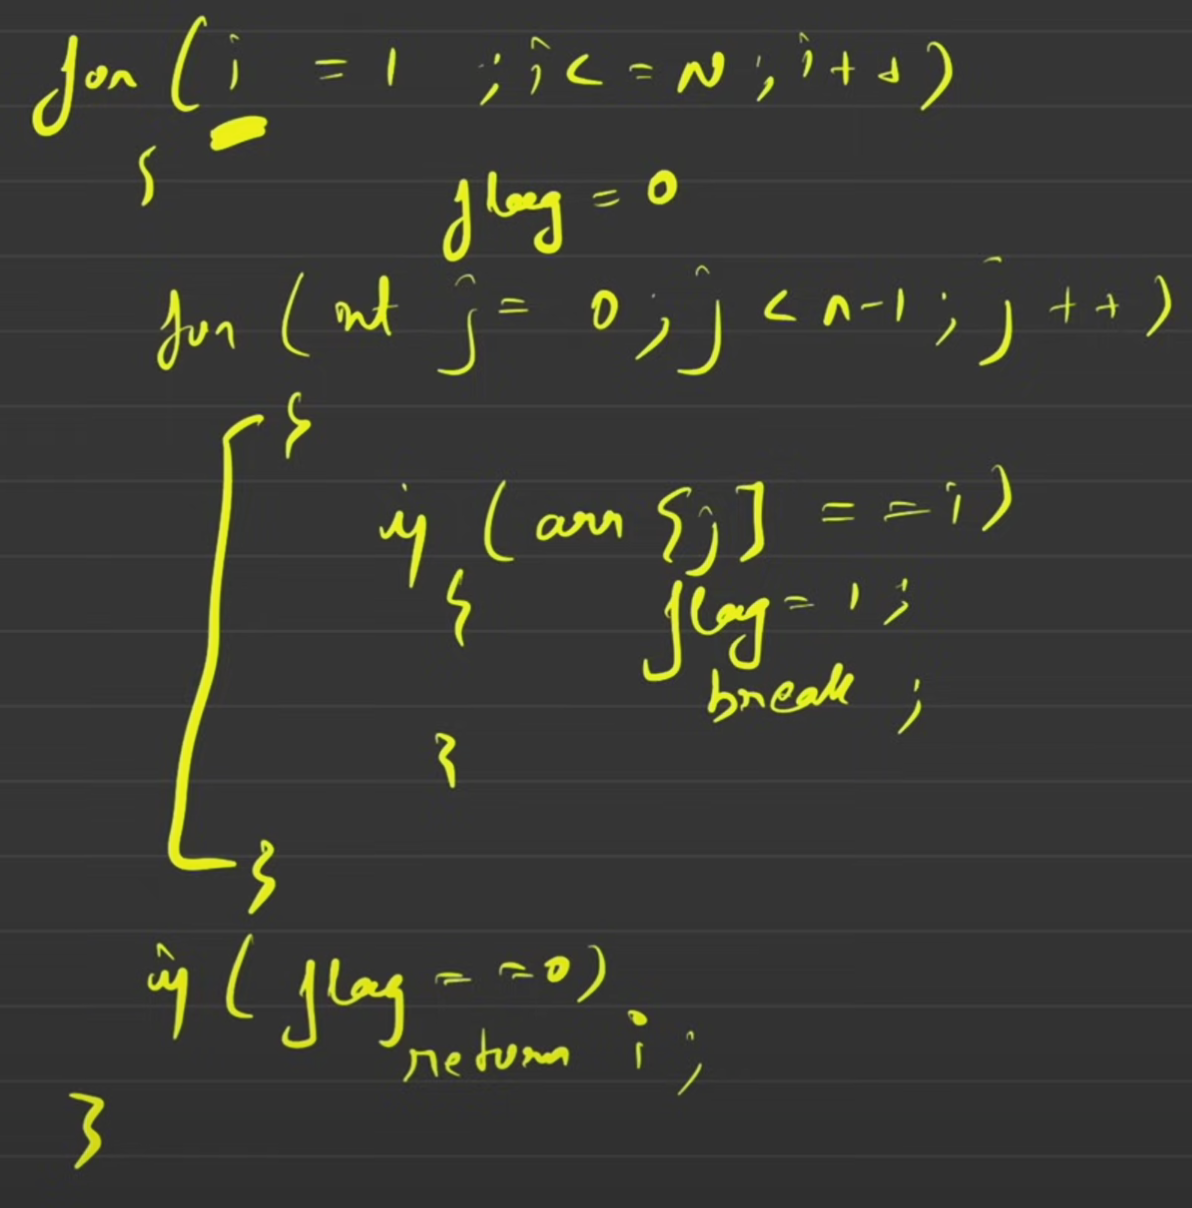 for (i = 1 ; i <= N ; i++)
{
flag = 0
for (int j = 0 ; j < n-1 ; j++)
{
if (arr[j] == i)
{ flag = 1 ;
break ;
}
}
if (flag == 0)
return i ;
}